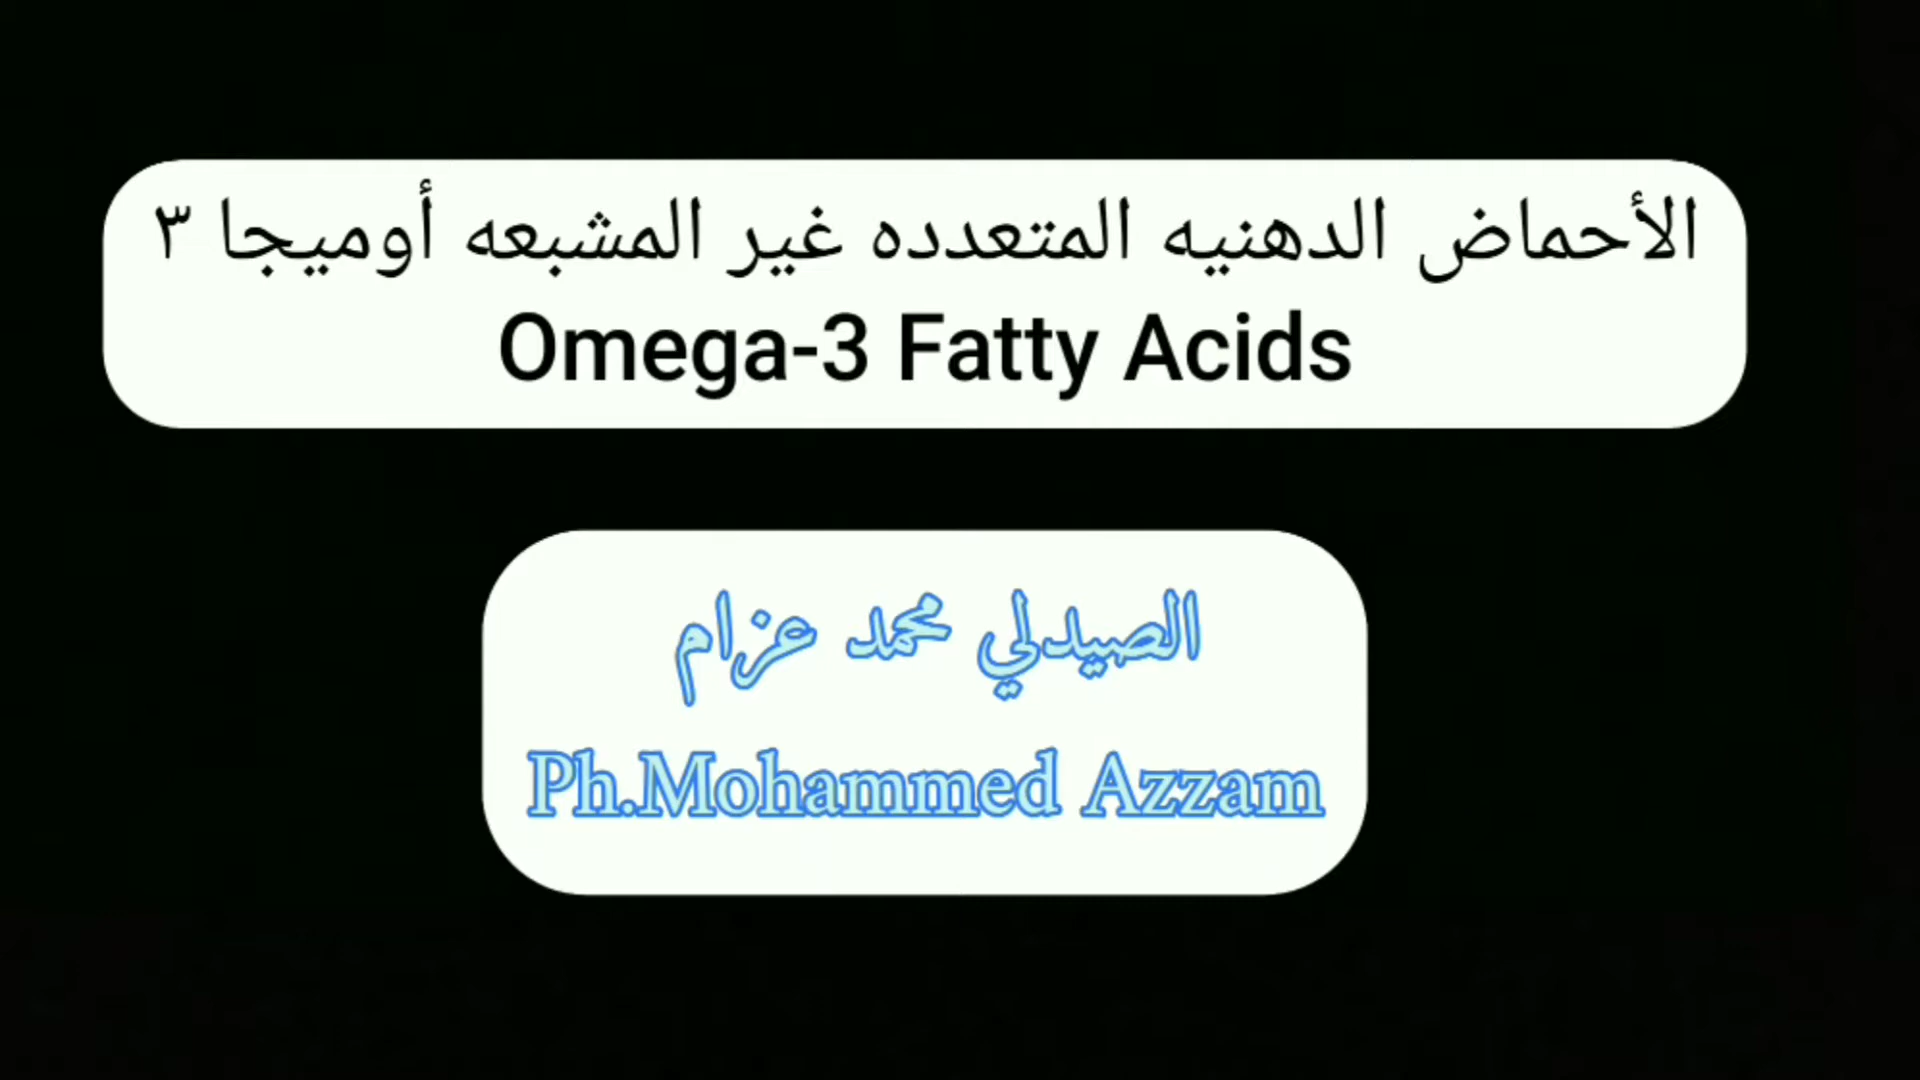 الأحماض الدهنيه المتعدده غير المشبعه أوميجا ٣
Omega-3 Fatty Acids
الصيدلي محمد عزام
Ph.Mohammed Azzam